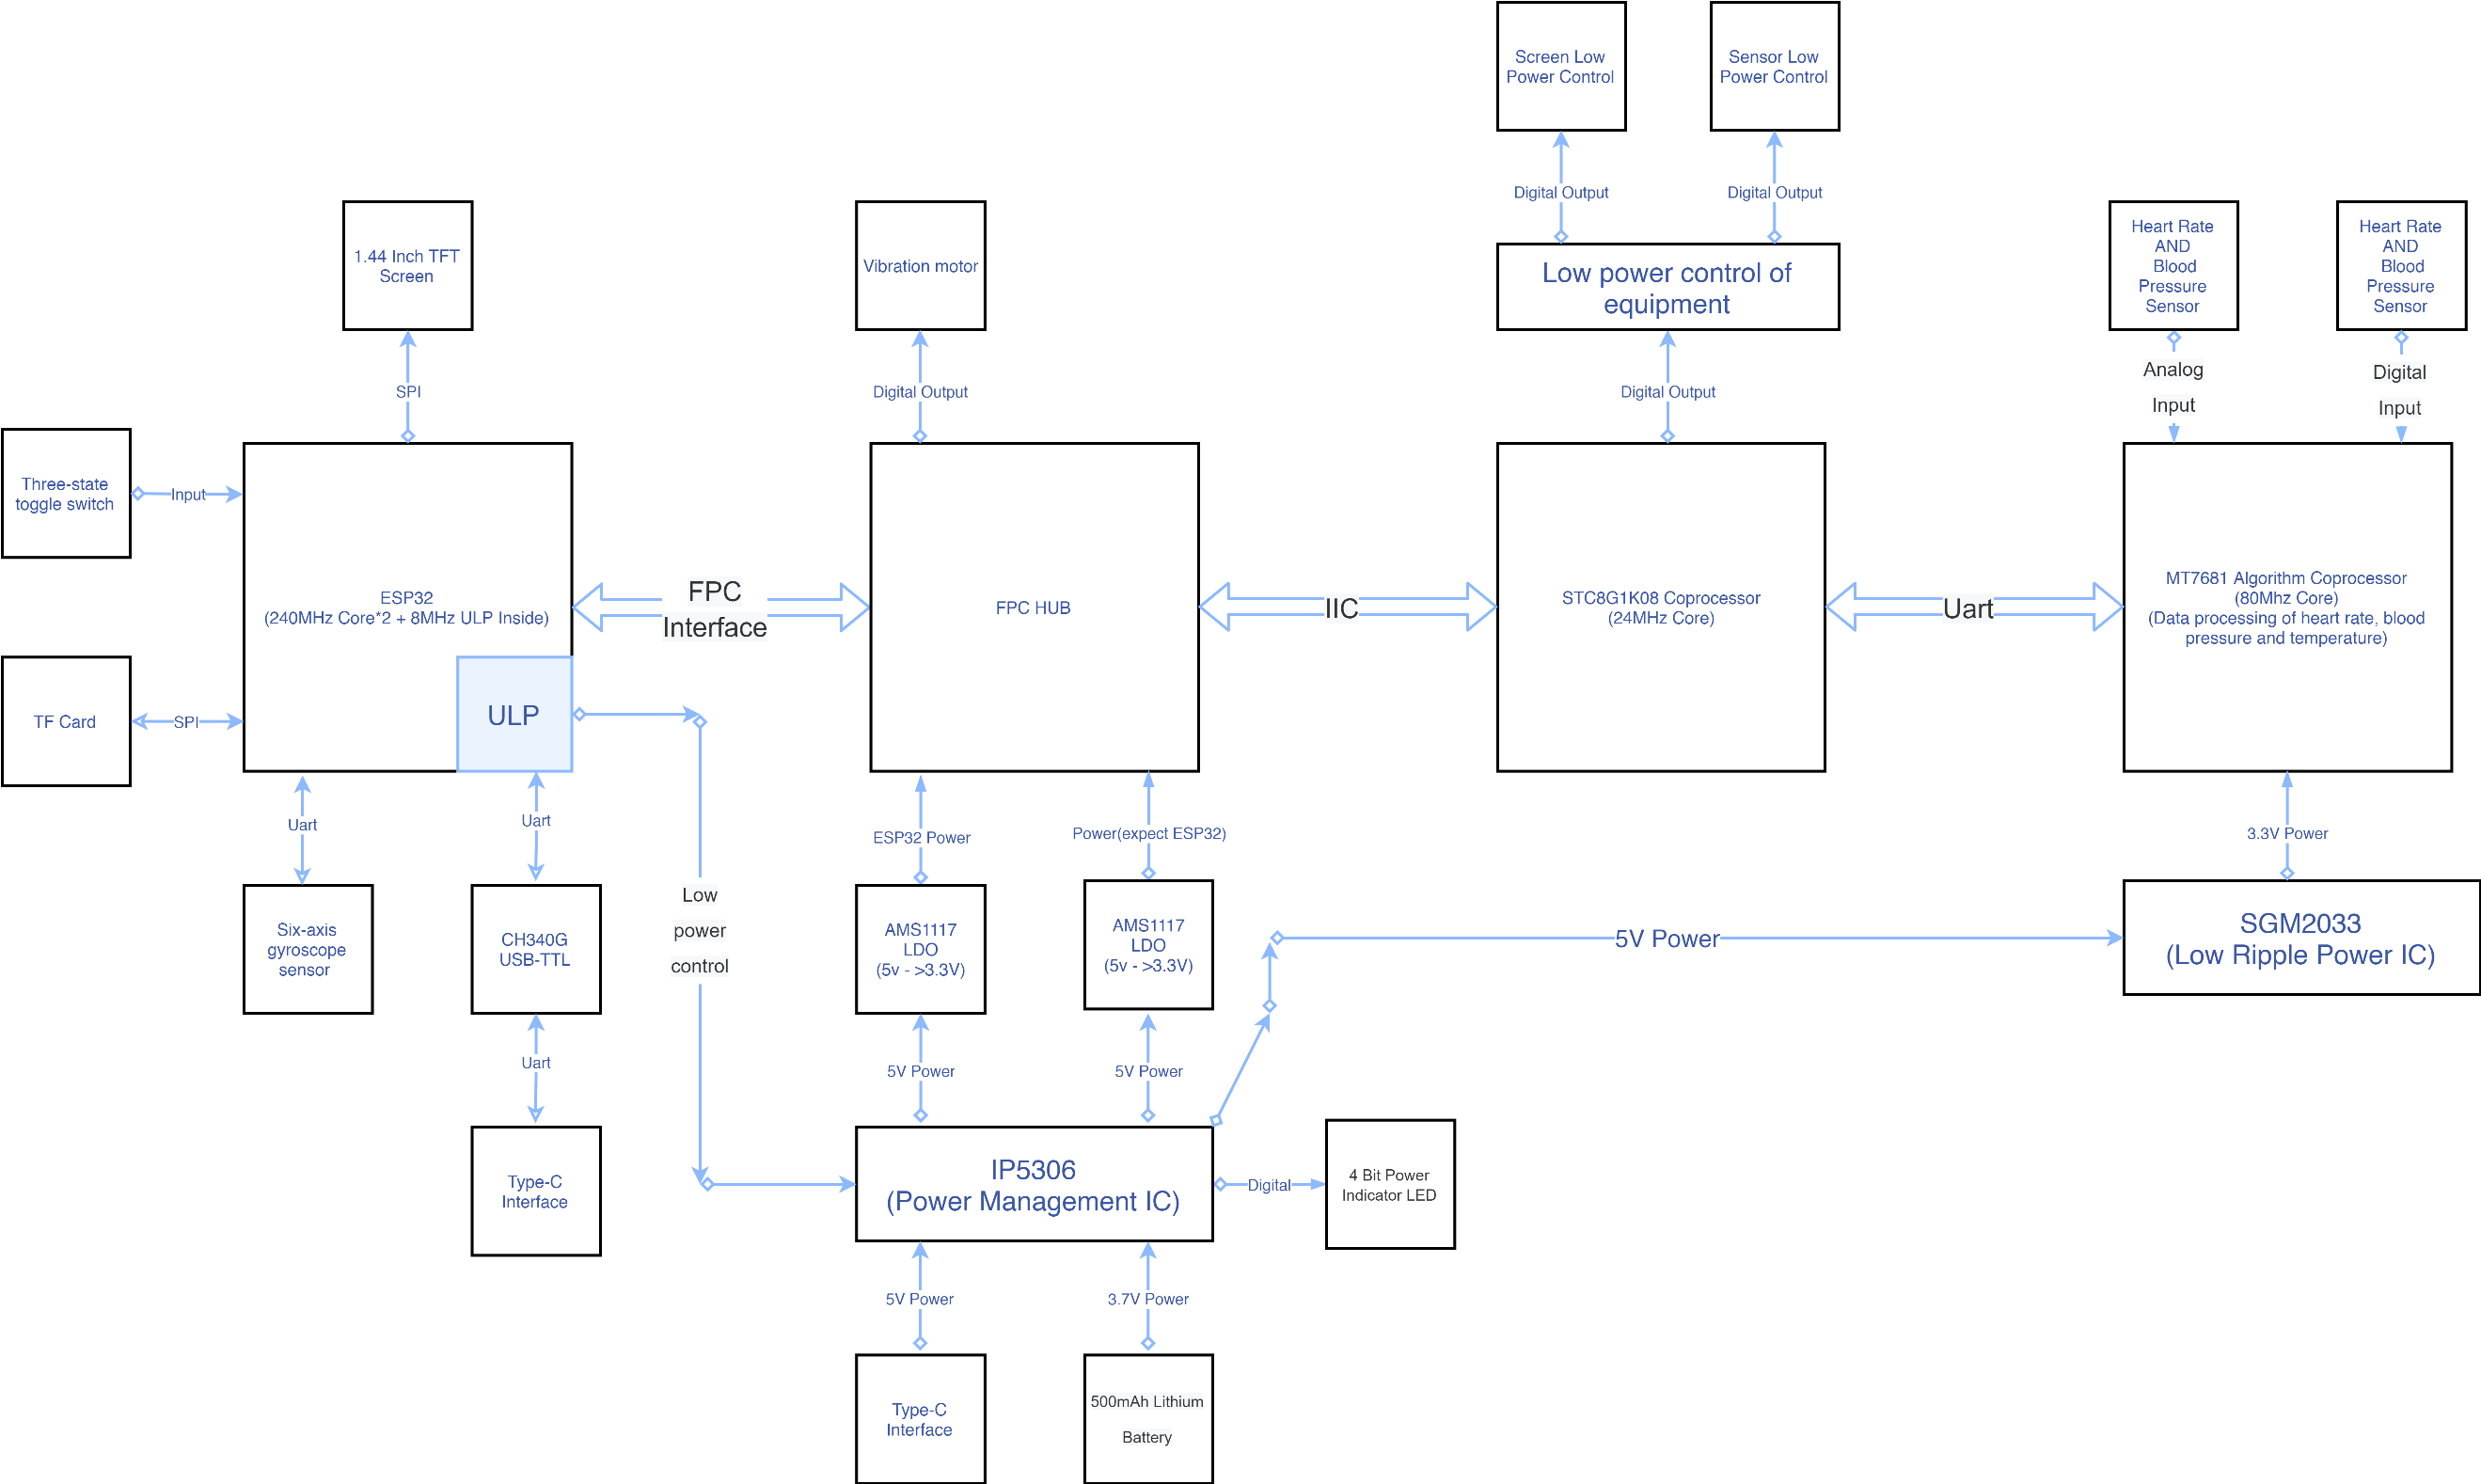 Screen Low
Power Control
Sensor Low
Power Control
Digital Output
Digital Output
1.44 Inch TFT
Screen
Vibration motor
Low power control of
equipment
Heart Rate
AND
Blood
Pressure
Sensor
Heart Rate
AND
Blood
Pressure
Sensor
SPI
Digital Output
Digital Output
Analog
Input
Digital
Input
Three-state
toggle switch
Input
ESP32
(240MHz Core*2 + 8MHz ULP Inside)
FPC
Interface
FPC HUB
IIC
STC8G1K08 Coprocessor
(24MHz Core)
Uart
MT7681 Algorithm Coprocessor
(80Mhz Core)
(Data processing of heart rate, blood
pressure and temperature)
TF Card
SPI
ULP
Uart
Uart
ESP32 Power
Power(expect ESP32)
3.3V Power
Low
power
control
Six-axis
gyroscope
sensor
CH340G
USB-TTL
AMS1117
LDO
(5v - >3.3V)
AMS1117
LDO
(5v - >3.3V)
5V Power
SGM2033
(Low Ripple Power IC)
Uart
5V Power
5V Power
Type-C
Interface
IP5306
(Power Management IC)
Digital
4 Bit Power
Indicator LED
5V Power
3.7V Power
Type-C
Interface
500mAh Lithium
Battery